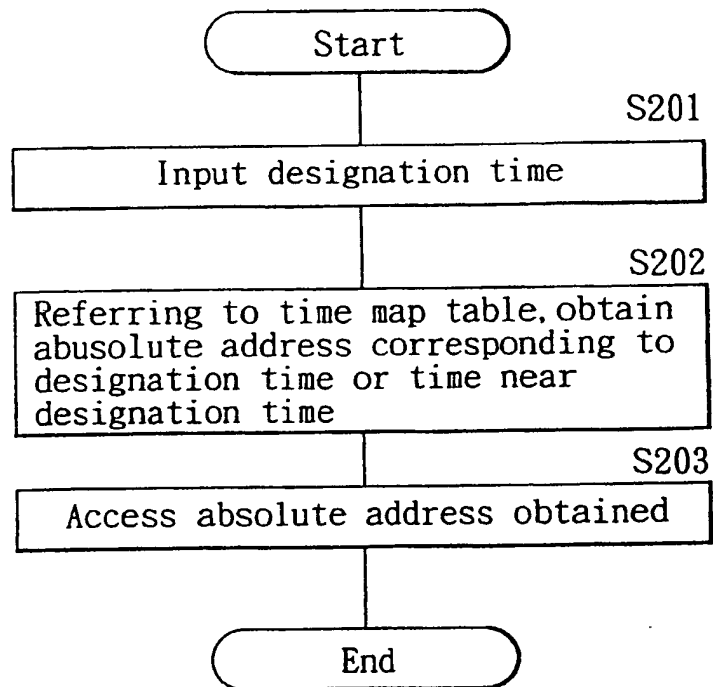 Start
S201
Input designation time
S202
Referring to time map table, obtain
abusolute address corresponding to
designation time or time near
designation time
S203
Access absolute address obtained
End